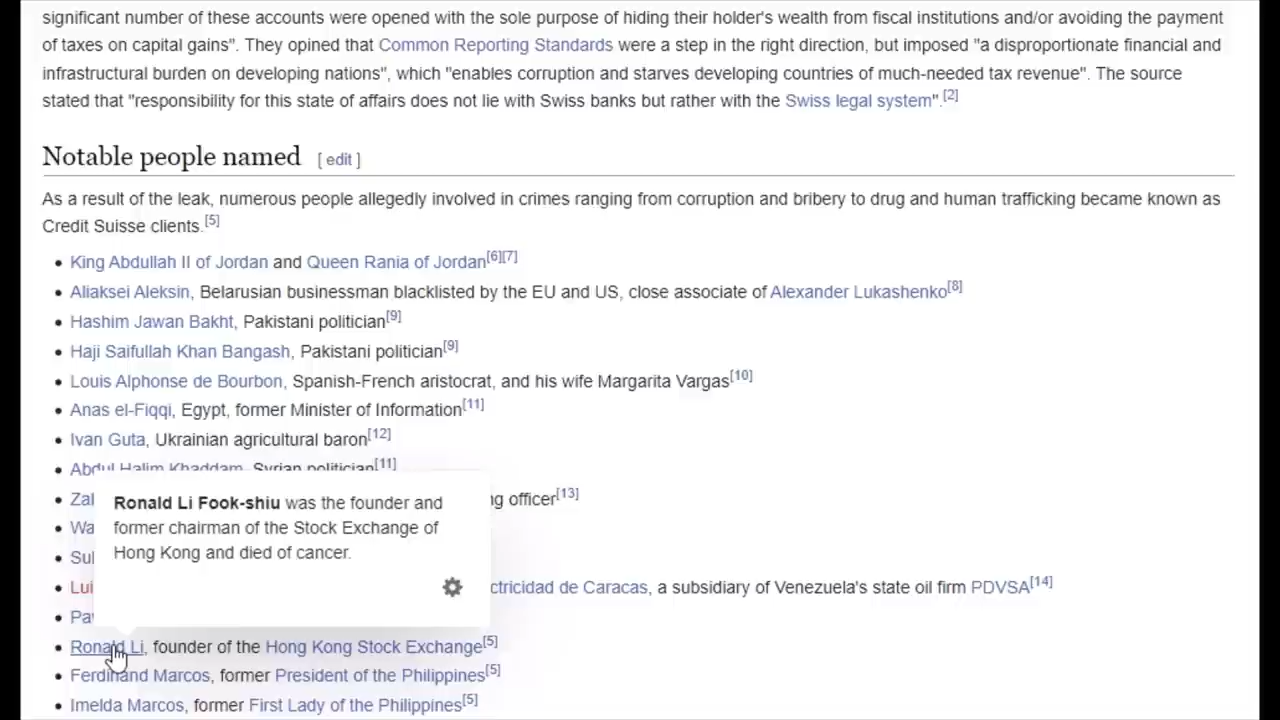 significant number of these accounts were opened with the sole purpose of hiding their holder's wealth from fiscal institutions and/or avoiding the payment
of taxes on capital gains". They opined that Common Reporting Standards were a step in the right direction, but imposed "a disproportionate financial and
infrastructural burden on developing nations", which "enables corruption and starves developing countries of much-needed tax revenue". The source
stated that "responsibility for this state of affairs does not lie with Swiss banks but rather with the Swiss legal system".[2]
Notable people named [ edit ]
As a result of the leak, numerous people allegedly involved in crimes ranging from corruption and bribery to drug and human trafficking became known as
Credit Suisse clients.[5]
• King Abdullah II of Jordan and Queen Rania of Jordan[6][7]
• Aliaksei Aleksin, Belarusian businessman blacklisted by the EU and US, close associate of Alexander Lukashenko[8]
• Hashim Jawan Bakht, Pakistani politician[9]
• Haji Saifullah Khan Bangash, Pakistani politician[9]
• Louis Alphonse de Bourbon, Spanish-French aristocrat, and his wife Margarita Vargas[10]
• Anas el-Fiqqi, Egypt, former Minister of Information[11]
• Ivan Guta, Ukrainian agricultural baron[12]
• Abdul Halim Khaddam, Syrian politician[11]
• Zal
ng officer[13]
• Wa
• Sul
• Lui
ctricidad de Caracas, a subsidiary of Venezuela's state oil firm PDVSA[14]
• Pav
Ronald Li Fook-shiu was the founder and
former chairman of the Stock Exchange of
Hong Kong and died of cancer.
• Ronald Li, founder of the Hong Kong Stock Exchange[5]
• Ferdinand Marcos, former President of the Philippines[5]
• Imelda Marcos, former First Lady of the Philippines[5]